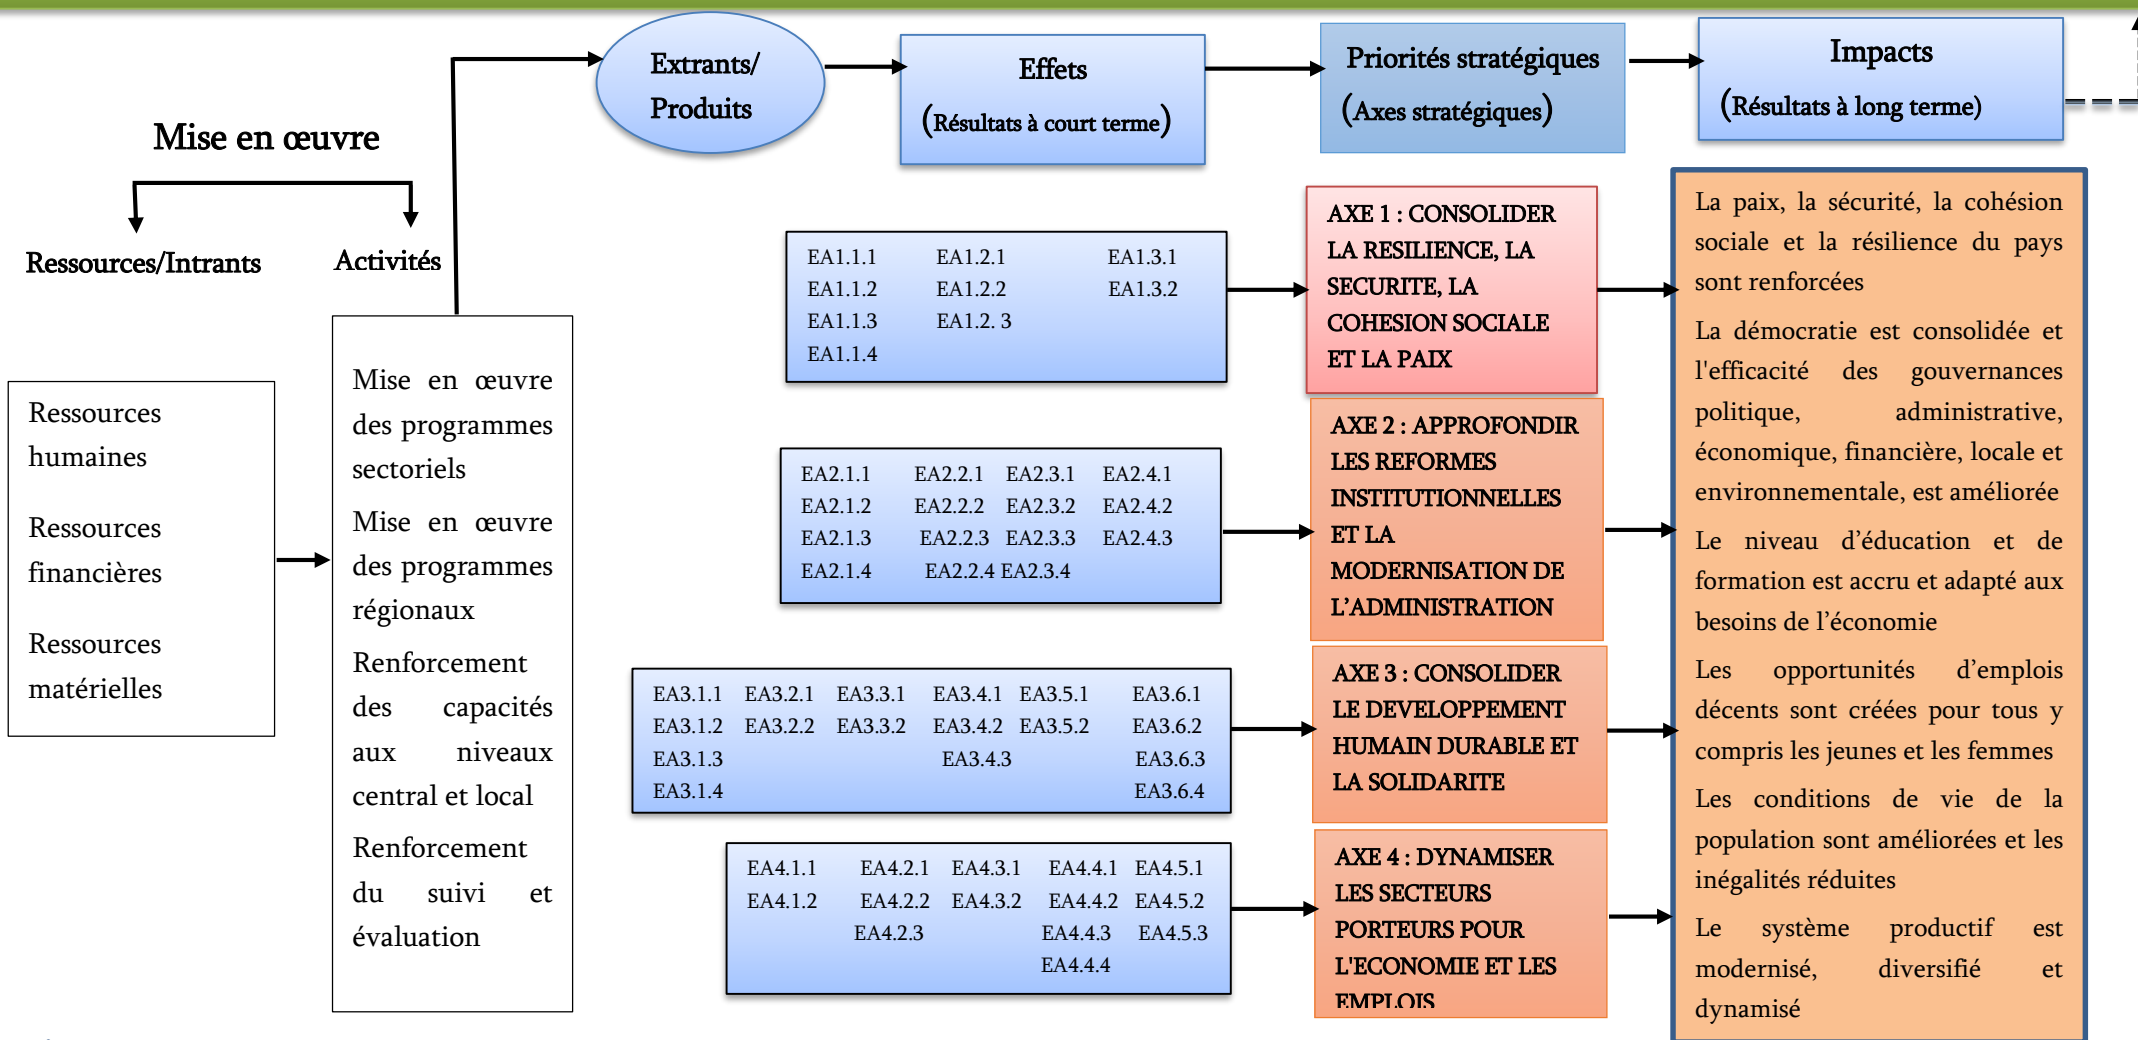 Mise en œuvre
Ressources/Intrants
Activités
Ressources
humaines
Ressources
financières
Ressources
matérielles
Mise en œuvre
des programmes
sectoriels
Mise en œuvre
des programmes
régionaux
Renforcement
des capacités
aux niveaux
central et local
Renforcement
du suivi et
évaluation
Extrants/
Produits
Effets
(Résultats à court terme)
Priorités stratégiques
(Axes stratégiques)
Impacts
(Résultats à long terme)
EA1.1.1 EA1.2.1 EA1.3.1
EA1.1.2 EA1.2.2 EA1.3.2
EA1.1.3 EA1.2. 3
EA1.1.4
AXE 1 : CONSOLIDER
LA RESILIENCE, LA
SECURITE, LA
COHESION SOCIALE
ET LA PAIX
EA2.1.1 EA2.2.1 EA2.3.1 EA2.4.1
EA2.1.2 EA2.2.2 EA2.3.2 EA2.4.2
EA2.1.3 EA2.2.3 EA2.3.3 EA2.4.3
EA2.1.4 EA2.2.4 EA2.3.4
AXE 2 : APPROFONDIR
LES REFORMES
INSTITUTIONNELLES
ET LA
MODERNISATION DE
L’ADMINISTRATION
EA3.1.1 EA3.2.1 EA3.3.1 EA3.4.1 EA3.5.1 EA3.6.1
EA3.1.2 EA3.2.2 EA3.3.2 EA3.4.2 EA3.5.2 EA3.6.2
EA3.1.3 EA3.4.3 EA3.6.3
EA3.1.4 EA3.6.4
AXE 3 : CONSOLIDER
LE DEVELOPPEMENT
HUMAIN DURABLE ET
LA SOLIDARITE
EA4.1.1 EA4.2.1 EA4.3.1 EA4.4.1 EA4.5.1
EA4.1.2 EA4.2.2 EA4.3.2 EA4.4.2 EA4.5.2
EA4.2.3 EA4.4.3 EA4.5.3
EA4.4.4
AXE 4 : DYNAMISER
LES SECTEURS
PORTEURS POUR
L'ECONOMIE ET LES
EMPLOIS
La paix, la sécurité, la cohésion
sociale et la résilience du pays
sont renforcées
La démocratie est consolidée et
l'efficacité des gouvernances
politique, administrative,
économique, financière, locale et
environnementale, est améliorée
Le niveau d’éducation et de
formation est accru et adapté aux
besoins de l’économie
Les opportunités d’emplois
décents sont créées pour tous y
compris les jeunes et les femmes
Les conditions de vie de la
population sont améliorées et les
inégalités réduites
Le système productif est
modernisé, diversifié et
dynamisé